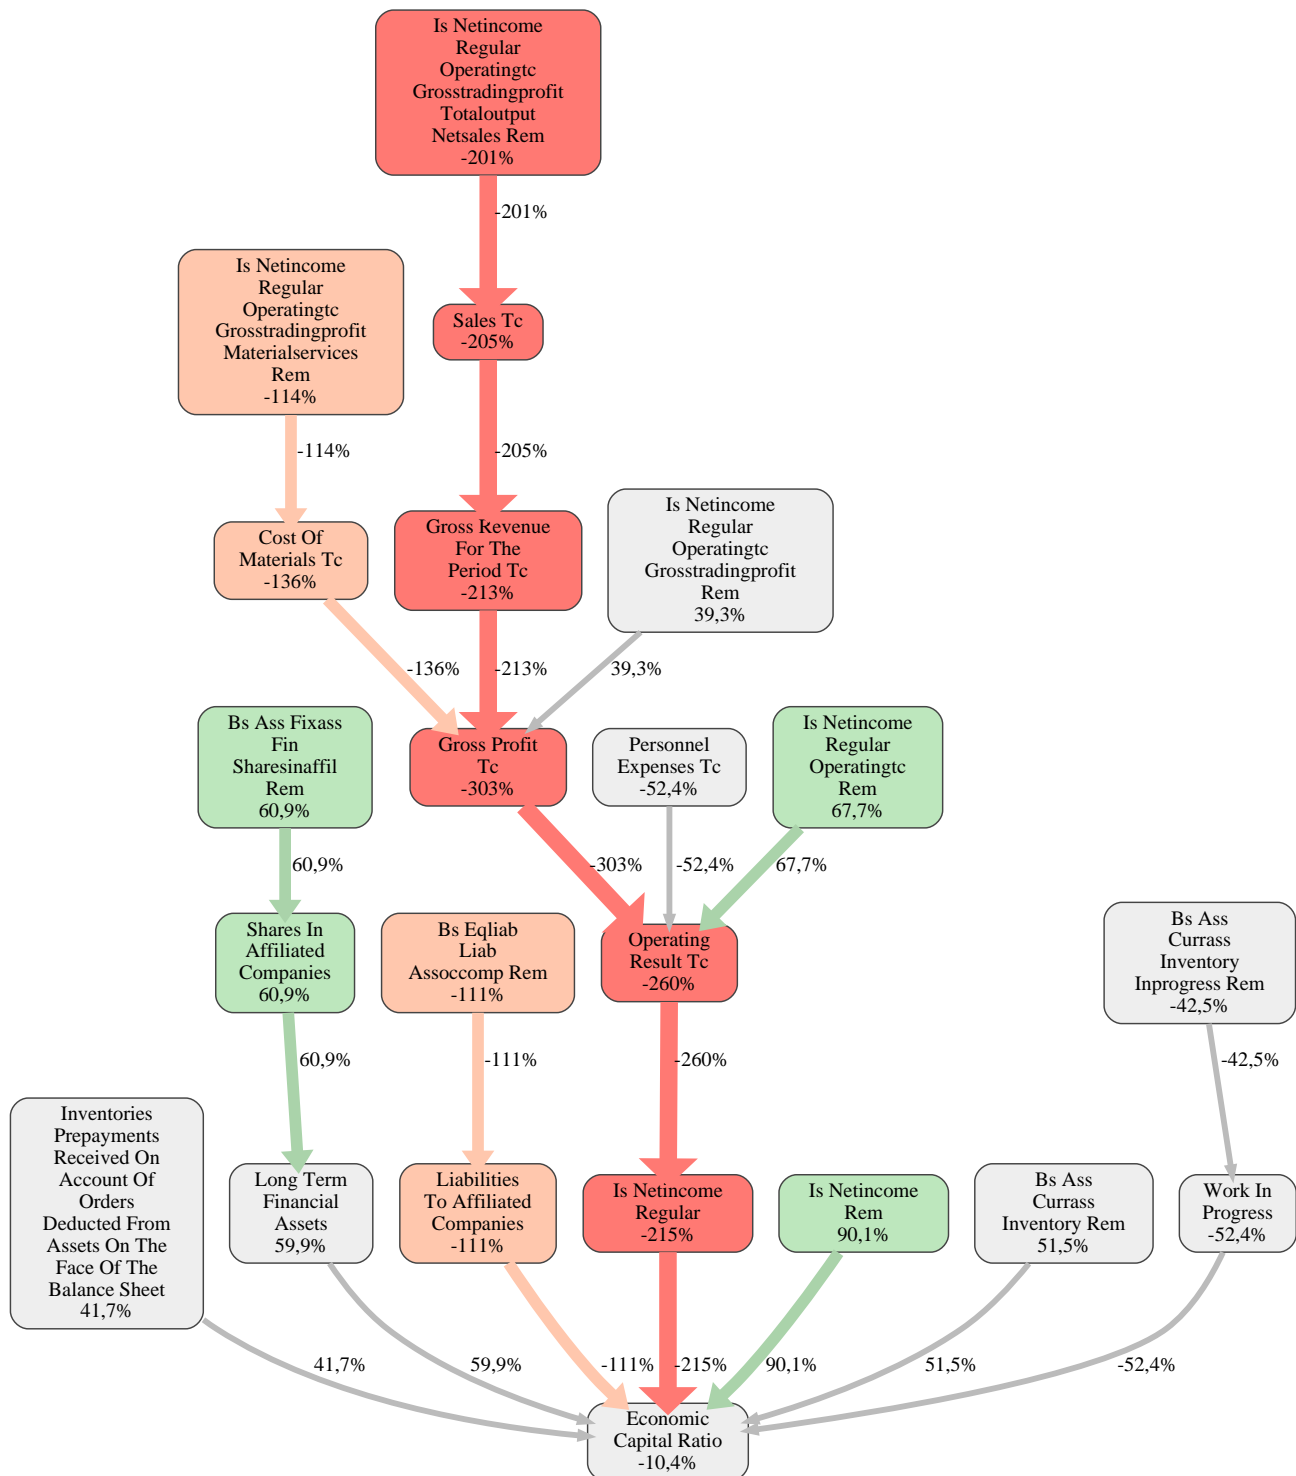 Is Netincome
Regular
Operatingtc
Grosstradingprofit
Totaloutput
Netsales Rem
-201%
-201%
Is Netincome
Regular
Operatingtc
Grosstradingprofit
Materialservices
Rem
-114%
Sales Tc
-205%
-114%
-205%
Cost Of
Materials Tc
-136%
Gross Revenue
For The
Period Tc
-213%
Is Netincome
Regular
Operatingtc
Grosstradingprofit
Rem
39,3%
-136%
-213%
39,3%
Bs Ass Fixass
Fin
Sharesinaffil
Rem
60,9%
Gross Profit
Tc
-303%
Personnel
Expenses Tc
-52,4%
Is Netincome
Regular
Operatingtc
Rem
67,7%
60,9%
-303%
-52,4%
67,7%
Shares In
Affiliated
Companies
60,9%
Bs Eqliab
Liab
Assoccomp Rem
-111%
Operating
Result Tc
-260%
Bs Ass
Currass
Inventory
Inprogress Rem
-42,5%
60,9%
-111%
-260%
-42,5%
Inventories
Prepayments
Received On
Account Of
Orders
Deducted From
Assets On The
Face Of The
Balance Sheet
41,7%
Long Term
Financial
Assets
59,9%
Liabilities
To Affiliated
Companies
-111%
Is Netincome
Regular
-215%
Is Netincome
Rem
90,1%
Bs Ass
Currass
Inventory Rem
51,5%
Work In
Progress
-52,4%
41,7%
59,9%
-111%
-215%
90,1%
51,5%
-52,4%
Economic
Capital Ratio
-10,4%